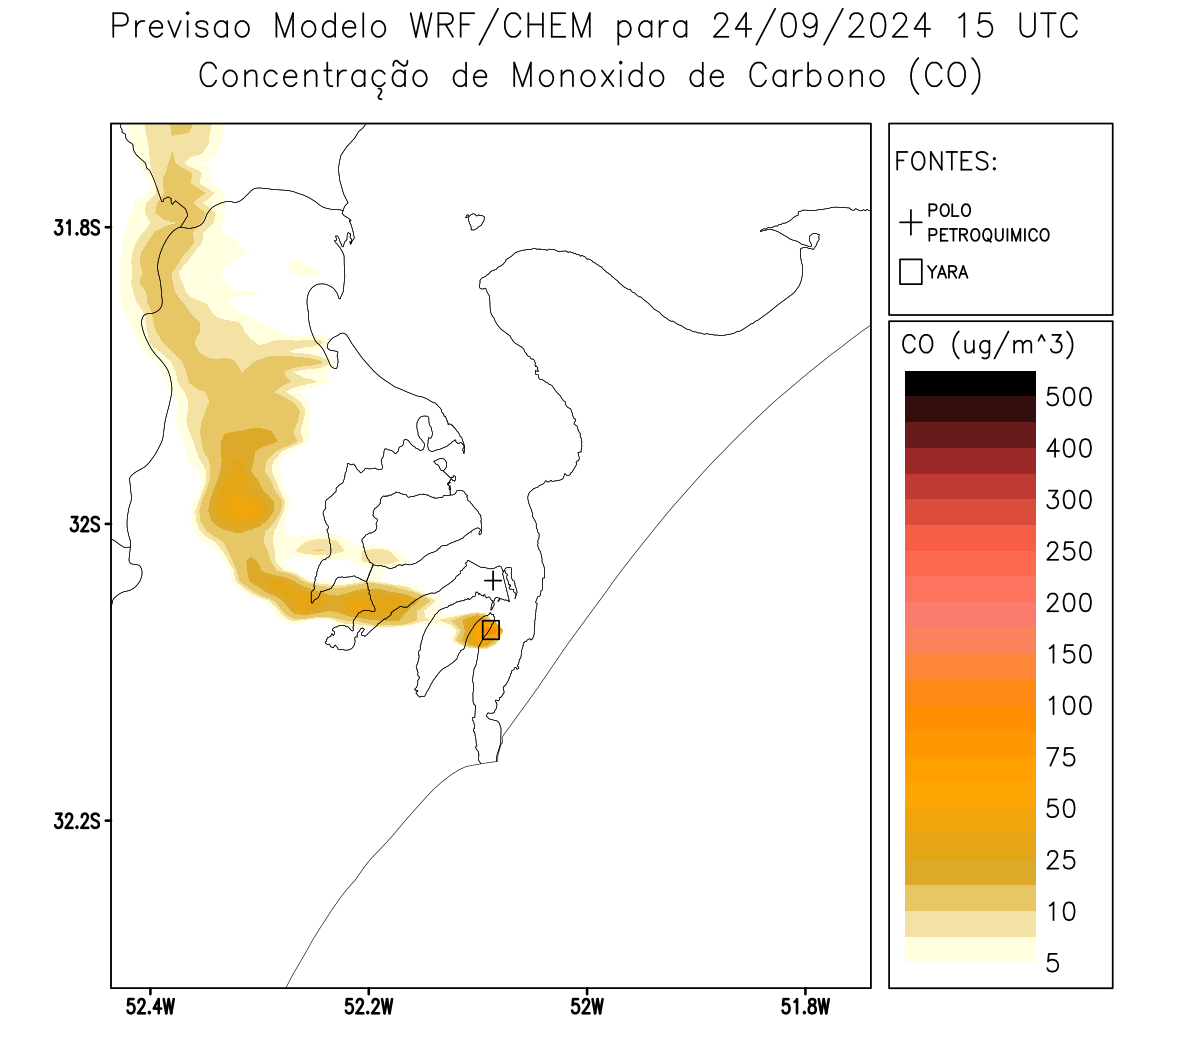 Previsao Modelo WRF/CHEM para 24/09/2024 15 UTC
Concentração de Monoxido de Carbono (CO)
FONTES:
POLO
PETROQUIMICO
YARA
31.8S
32S
32.2S
52.4W
52.2W
52W
51.8W
CO (ug/m^3)
500
400
300
250
200
150
100
75
50
25
10
5